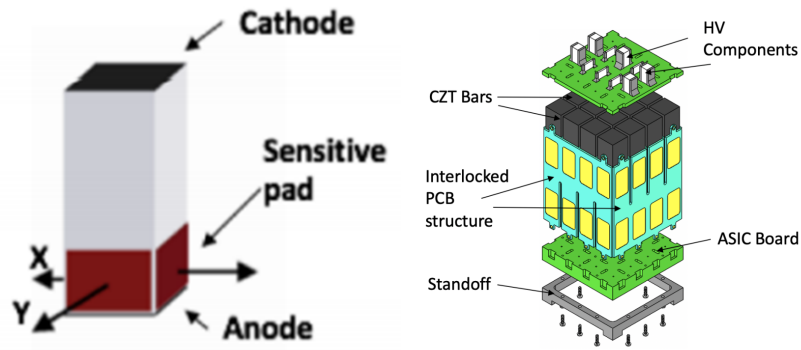 Cathode
Sensitive
pad
X
Y
Anode
HV
Components
CZT Bars
Interlocked
PCB
structure
ASIC Board
Standoff